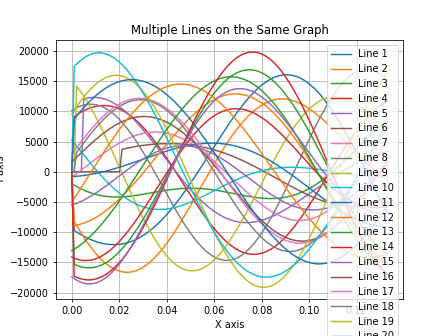 Multiple Lines on the Same Graph
20000
15000
10000
5000
0
−5000
−10000
−15000
−20000
0.00
0.02
0.04
0.06
0.08
0.10
X axis
Line 1
Line 2
Line 3
Line 4
Line 5
Line 6
Line 7
Line 8
Line 9
Line 10
Line 11
Line 12
Line 13
Line 14
Line 15
Line 16
Line 17
Line 18
Line 19
Line 20